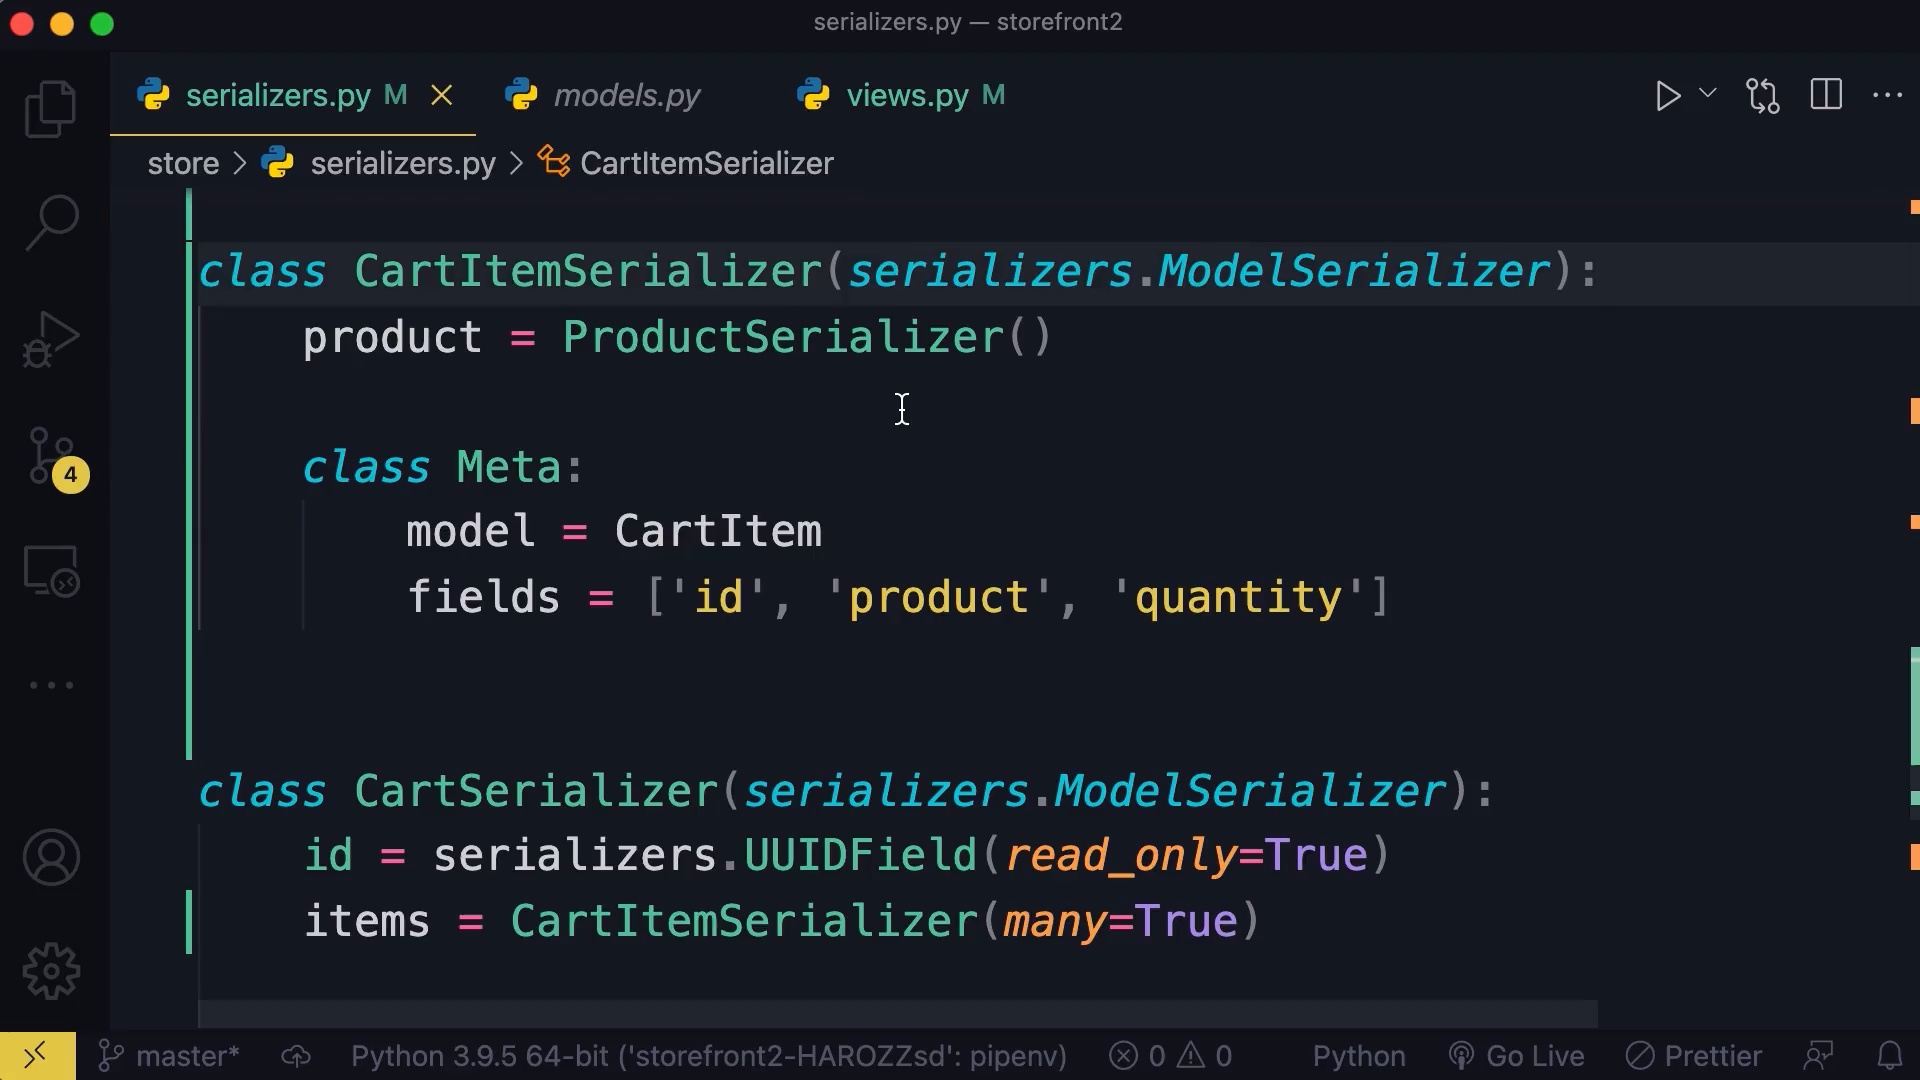 serializers.py — storefront2
serializers.py M models.py views.py M
store > serializers.py > CartItemSerializer
class CartItemSerializer(serializers.ModelSerializer):
product = ProductSerializer()
class Meta:
model = CartItem
fields = ['id', 'product', 'quantity']
4
class CartSerializer(serializers.ModelSerializer):
id = serializers.UUIDField(read_only=True)
items = CartItemSerializer(many=True)
master* Python 3.9.5 64-bit ('storefront2-HAROZZsd': pipenv) 0 0 Python Go Live Prettier